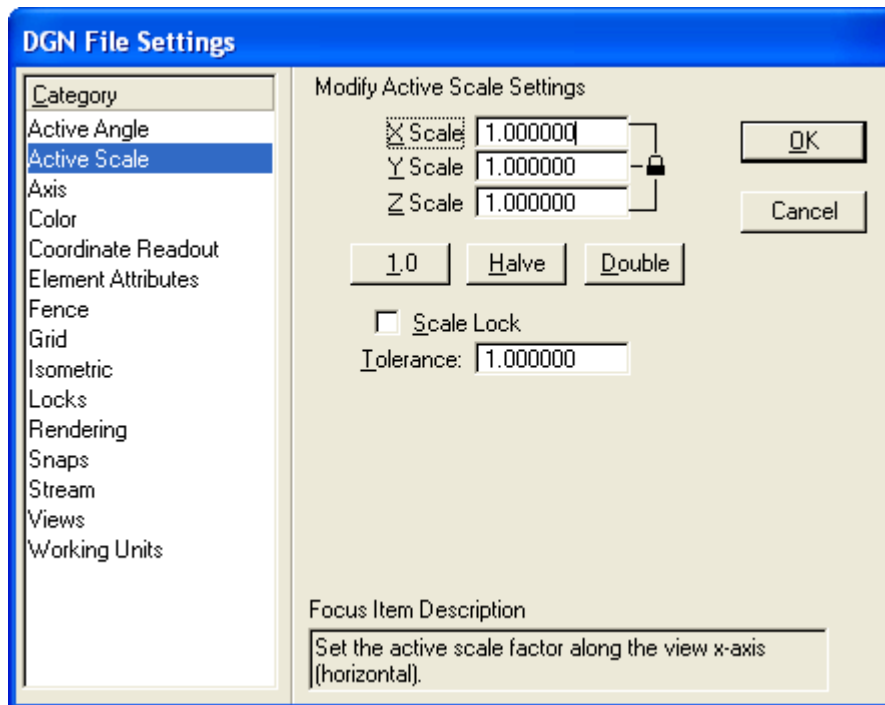 DGN File Settings
Category
Active Angle
Active Scale
Axis
Color
Coordinate Readout
Element Attributes
Fence
Grid
Isometric
Locks
Rendering
Snaps
Stream
Views
Working Units
Modify Active Scale Settings
X Scale 1.000000
Y Scale 1.000000
Z Scale 1.000000
OK
Cancel
1.0 Halve Double
Scale Lock
Tolerance: 1.000000
Focus Item Description
Set the active scale factor along the view x-axis
(horizontal).